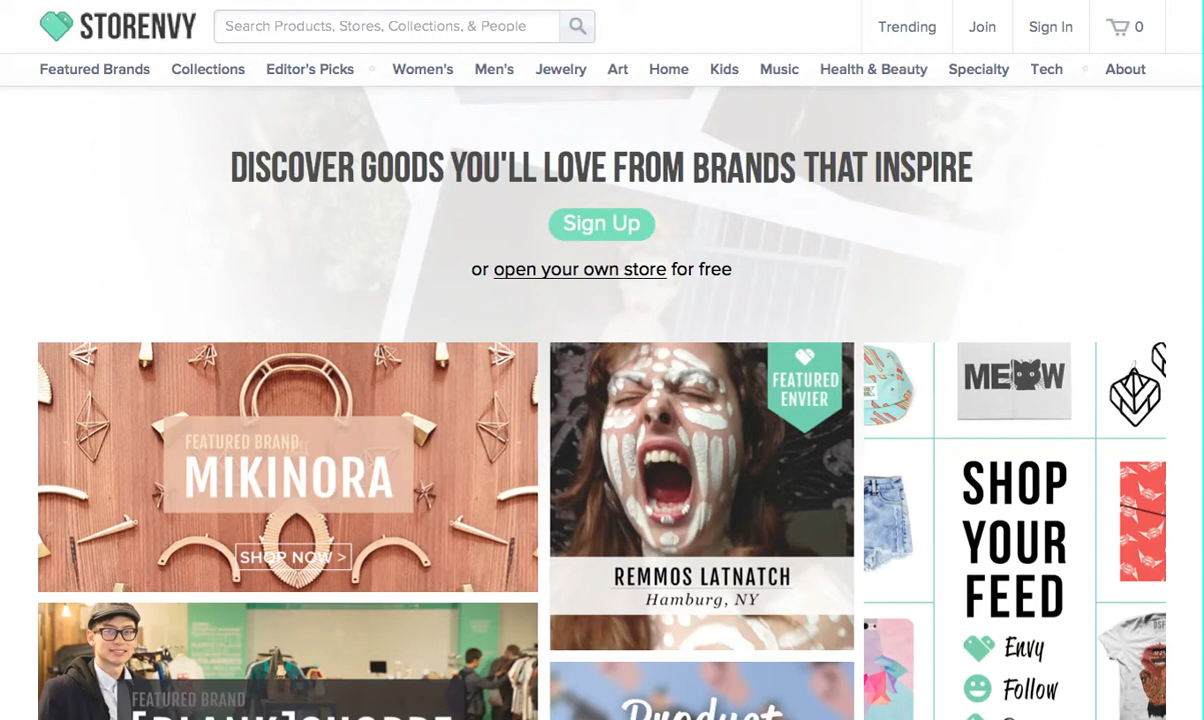 STORENVY
Search Products, Stores, Collections, & People
Trending
Join
Sign In
0
Featured Brands
Collections
Editor's Picks
Women's
Men's
Jewelry
Art
Home
Kids
Music
Health & Beauty
Specialty
Tech
About
DISCOVER GOODS YOU'LL LOVE FROM BRANDS THAT INSPIRE
Sign Up
or open your own store for free
FEATURED BRAND
MIKINORA
SHOP NOW >
FEATURED
ENVIER
REMMOS LATNATCH
Hamburg, NY
MEOW
SHOP
YOUR
FEED
Envy
Follow
FEATURED BRAND
[BLANK]SHOPPE
Product